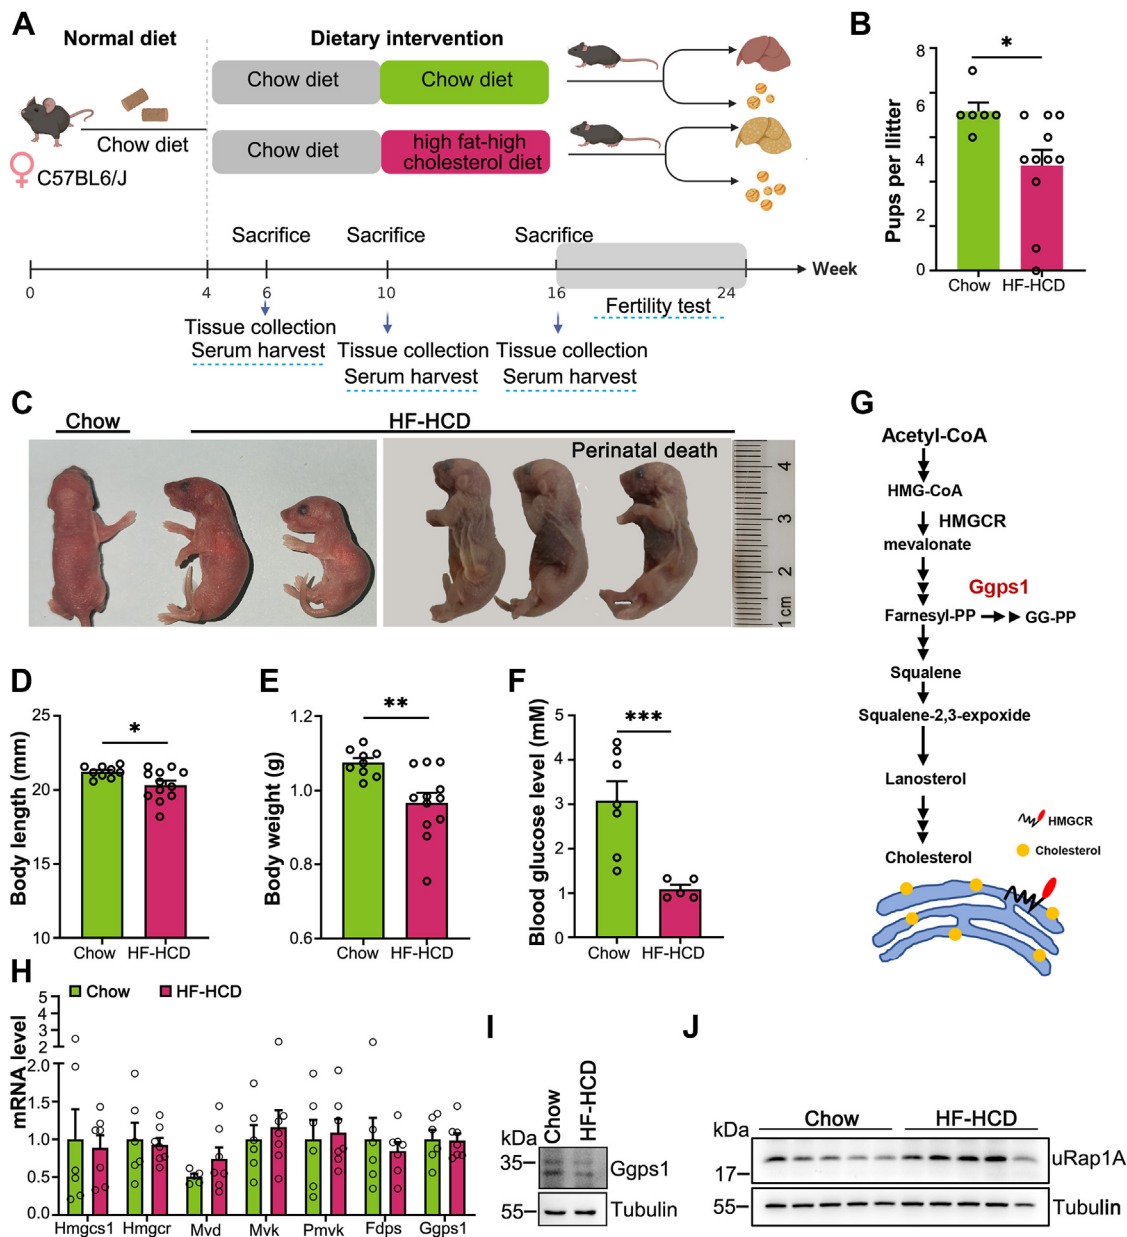 A
Normal diet
Dietary intervention
Chow diet
Chow diet
Chow diet
Chow diet
high fat-high
cholesterol diet
C57BL6/J
Sacrifice
Sacrifice
Sacrifice
Week
0
4
6
10
16
24
Fertility test
Tissue collection
Serum harvest
Tissue collection
Serum harvest
Tissue collection
Serum harvest
B
Pups per llitter
8
6
4
2
0
*
Chow
HF-HCD
C
Chow
HF-HCD
Perinatal death
4
3
2
1 cm
D
Body length (mm)
25
20
15
10
*
Chow
HF-HCD
E
Body weight (g)
1.2
1.0
0.8
0.6
**
Chow
HF-HCD
F
Blood glucose level (mM)
5
4
3
2
1
0
***
Chow
HF-HCD
G
Acetyl-CoA
HMG-CoA
HMGCR
mevalonate
Ggps1
Farnesyl-PP
GG-PP
Squalene
Squalene-2,3-expoxide
Lanosterol
Cholesterol
HMGCR
Cholesterol
H
Chow
HF-HCD
mRNA level
5
4
3
2
2.0
1.5
1.0
0.5
0.0
Hmgcs1
Hmgcr
Mvd
Mvk
Pmvk
Fdps
Ggps1
I
Chow
HF-HCD
kDa
35
55
Ggps1
Tubulin
J
Chow
HF-HCD
kDa
17
55
uRap1A
Tubulin